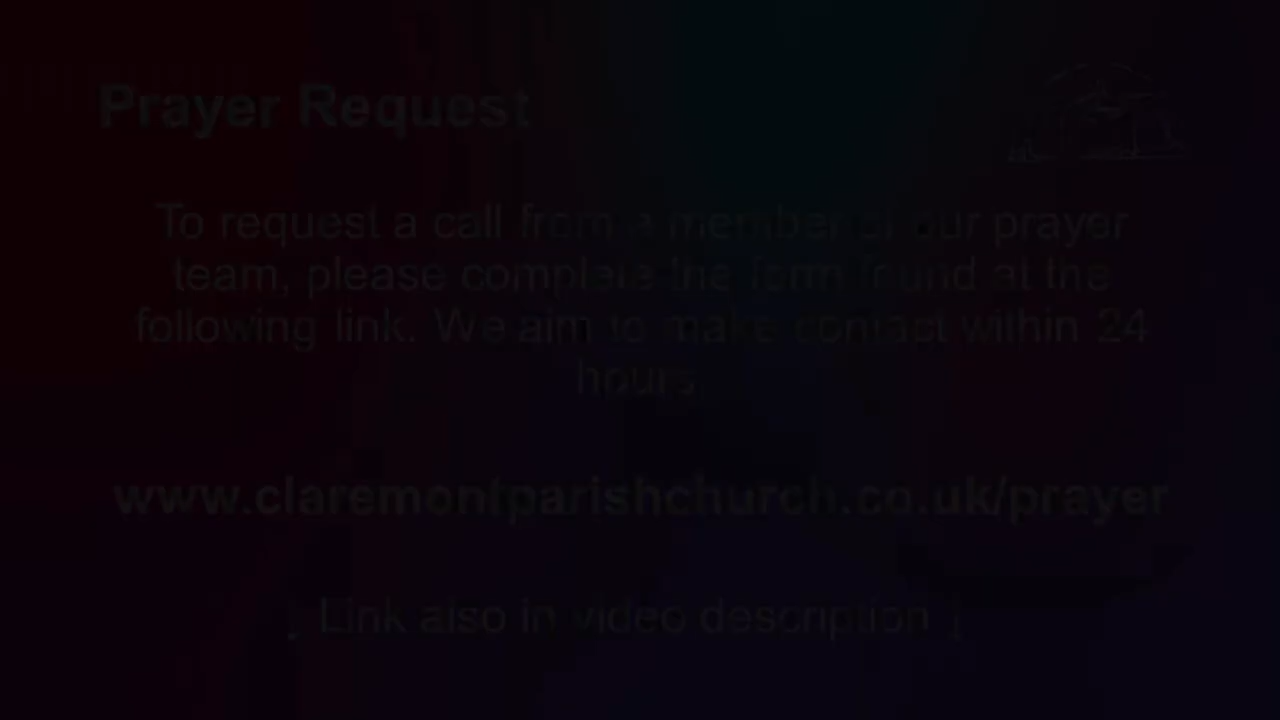 Prayer Request
To request a call from a member of our prayer
team, please complete the form found at the
following link. We aim to make contact within 24
hours.
www.claremontparishchurch.co.uk/prayer
[ Link also in video description ]